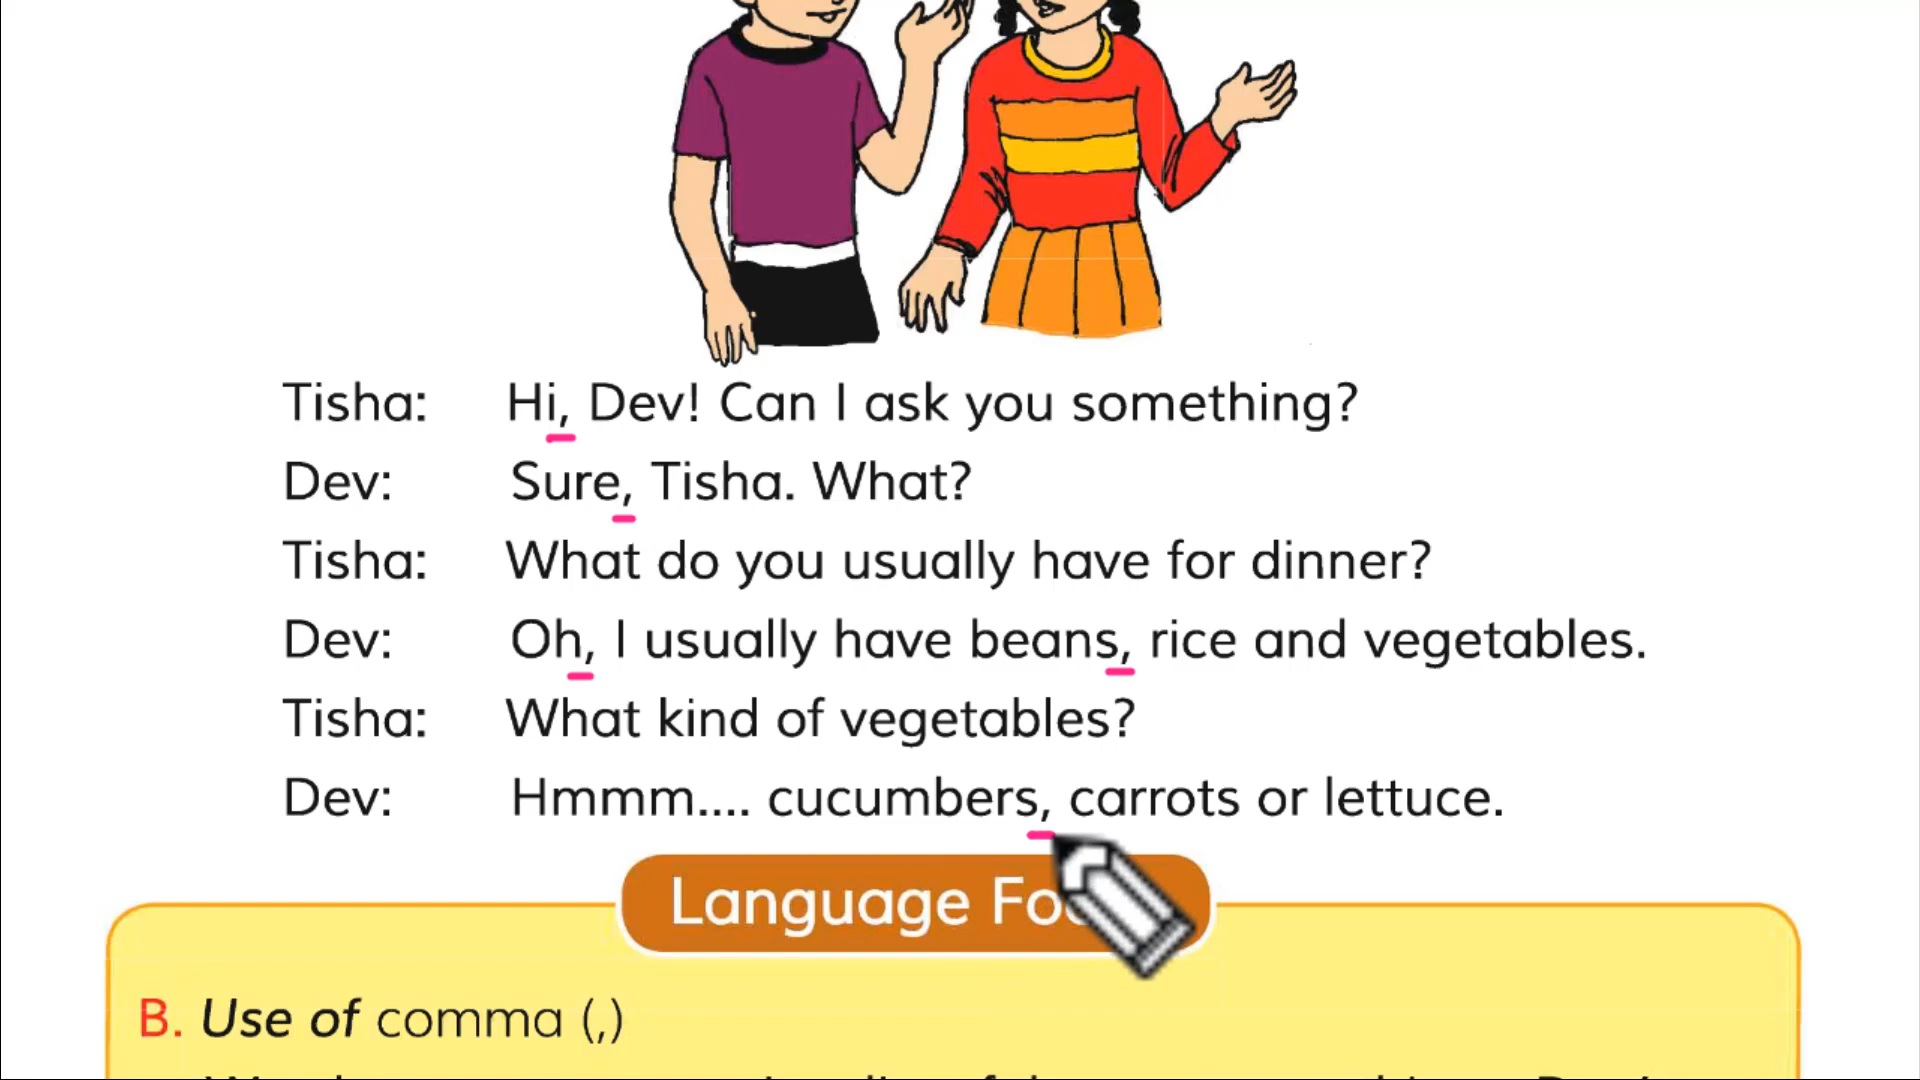 Tisha: Hi, Dev! Can I ask you something?
Dev: Sure, Tisha. What?
Tisha: What do you usually have for dinner?
Dev: Oh, I usually have beans, rice and vegetables.
Tisha: What kind of vegetables?
Dev: Hmmm.... cucumbers, carrots or lettuce.
Language
B. Use of comma (,)